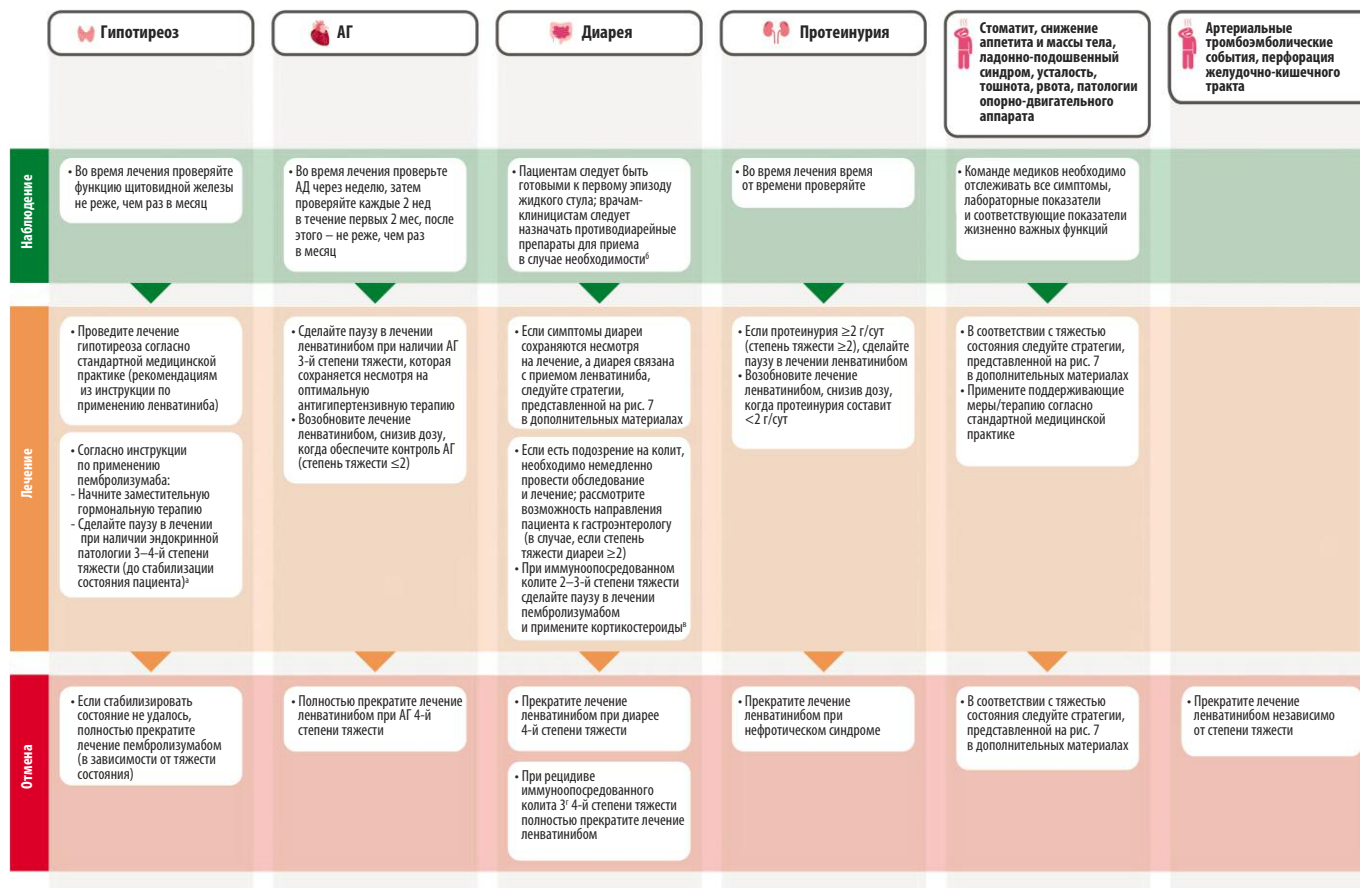 Гипотиреоз
АГ
Диарея
Протеинурия
Стоматит, снижение
аппетита и массы тела,
ладонно-подошвенный
синдром, усталость,
тошнота, рвота, патологии
опорно-двигательного
аппарата
Артериальные
тромбоэмболические
события, перфорация
желудочно-кишечного
тракта
Наблюдение
• Во время лечения проверяйте
функцию щитовидной железы
не реже, чем раз в месяц
• Во время лечения проверьте
АД через неделю, затем
проверяйте каждые 2 нед
в течение первых 2 мес, после
этого – не реже, чем раз
в месяц
• Пациентам следует быть
готовыми к первому эпизоду
жидкого стула; врачам-
клиницистам следует
назначать противодиарейные
препараты для приема
в случае необходимостиᵇ
• Во время лечения время
от времени проверяйте
• Команде медиков необходимо
отслеживать все симптомы,
лабораторные показатели
и соответствующие показатели
жизненно важных функций
Лечение
• Проведите лечение
гипотиреоза согласно
стандартной медицинской
практике (рекомендациям
из инструкции по
применению ленватиниба)
• Согласно инструкции
по применению
пембролизумаба:
- Начните заместительную
гормональную терапию
- Сделайте паузу в лечении
при наличии эндокринной
патологии 3–4-й степени
тяжести (до стабилизации
состояния пациента)ᵃ
• Сделайте паузу в лечении
ленватинибом при наличии АГ
3-й степени тяжести, которая
сохраняется несмотря на
оптимальную
антигипертензивную терапию
• Возобновите лечение
ленватинибом, снизив дозу,
когда обеспечите контроль АГ
(степень тяжести ≤2)
• Если симптомы диареи
сохраняются несмотря
на лечение, а диарея связана
с приемом ленватиниба,
следуйте стратегии,
представленной на рис. 7
в дополнительных материалах
• Если есть подозрение на колит,
необходимо немедленно
провести обследование
и лечение; рассмотрите
возможность направления
пациента к гастроэнтерологу
(в случае, если степень
тяжести диареи ≥2)
• При иммуноопосредованном
колите 2–3-й степени тяжести
сделайте паузу в лечении
пембролизумабом
и примените кортикостероидыᵛ
• Если протеинурия ≥2 г/сут
(степень тяжести ≥2), сделайте
паузу в лечении ленватинибом
• Возобновите лечение
ленватинибом, снизив дозу,
когда протеинурия составит
<2 г/сут
• В соответствии с тяжестью
состояния следуйте стратегии,
представленной на рис. 7
в дополнительных материалах
• Примените поддерживающие
меры/терапию согласно
стандартной медицинской
практике
Отмена
• Если стабилизировать
состояние не удалось,
полностью прекратите
лечение пембролизумабом
(в зависимости от тяжести
состояния)
• Полностью прекратите лечение
ленватинибом при АГ 4-й
степени тяжести
• Прекратите лечение
ленватинибом при диарее
4-й степени тяжести
• При рецидиве
иммуноопосредованного
колита 3ᴦ 4-й степени тяжести
полностью прекратите лечение
ленватинибом
• Прекратите лечение
ленватинибом при
нефротическом синдроме
• В соответствии с тяжестью
состояния следуйте стратегии,
представленной на рис. 7
в дополнительных материалах
• Прекратите лечение
ленватинибом независимо
от степени тяжести